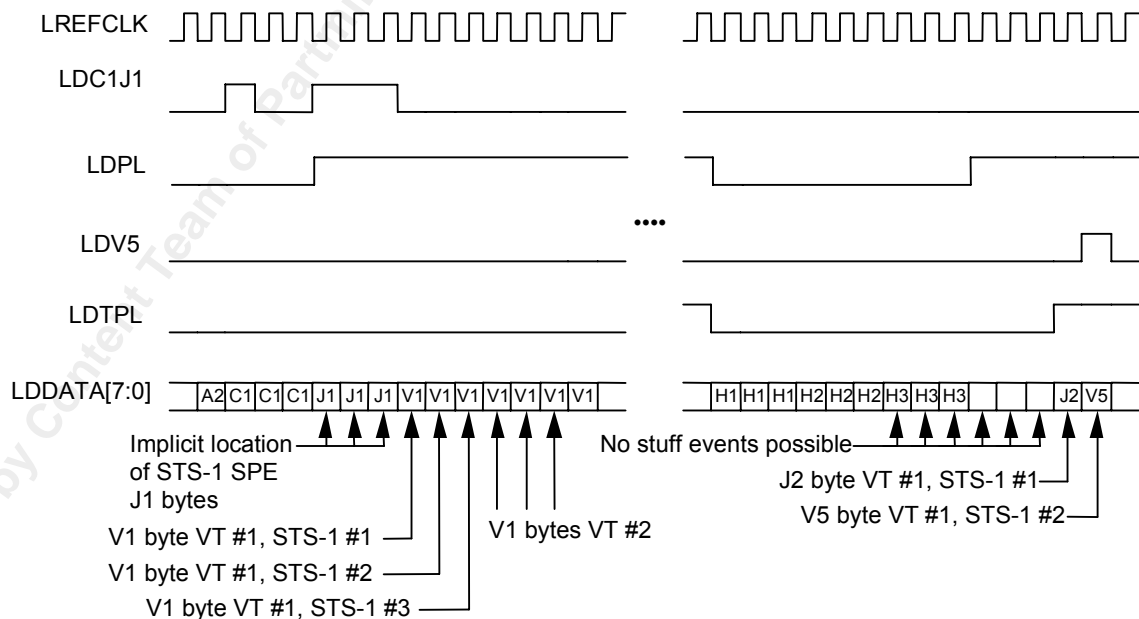 LREFCLK
LDC1J1
LDPL
LDV5
LDTPL
LDDATA[7:0]
A2 C1 C1 C1 J1 J1 J1 V1 V1 V1 V1 V1 V1 V1
H1 H1 H1 H2 H2 H2 H3 H3 H3 J2 V5
Implicit location
of STS-1 SPE
J1 bytes
No stuff events possible
J2 byte VT #1, STS-1 #1
V5 byte VT #1, STS-1 #2
V1 bytes VT #2
V1 byte VT #1, STS-1 #1
V1 byte VT #1, STS-1 #2
V1 byte VT #1, STS-1 #3
by Content Team of